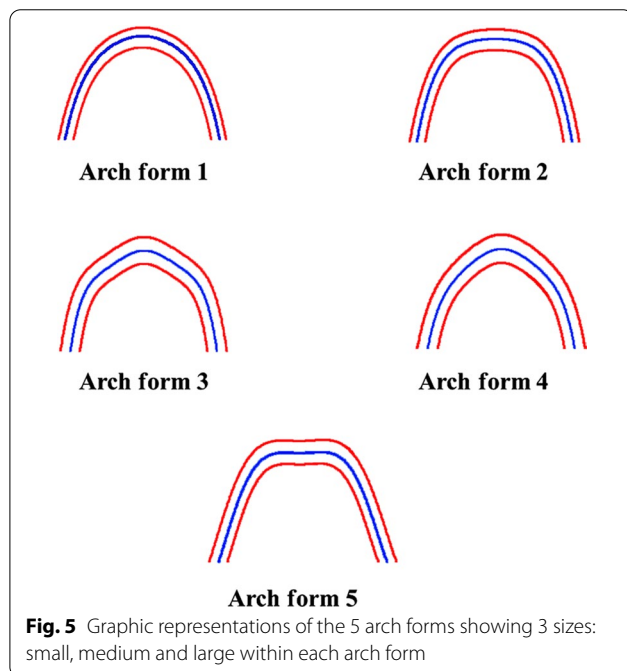 Arch form 1
Arch form 2
Arch form 3
Arch form 4
Arch form 5
Fig. 5 Graphic representations of the 5 arch forms showing 3 sizes:
small, medium and large within each arch form